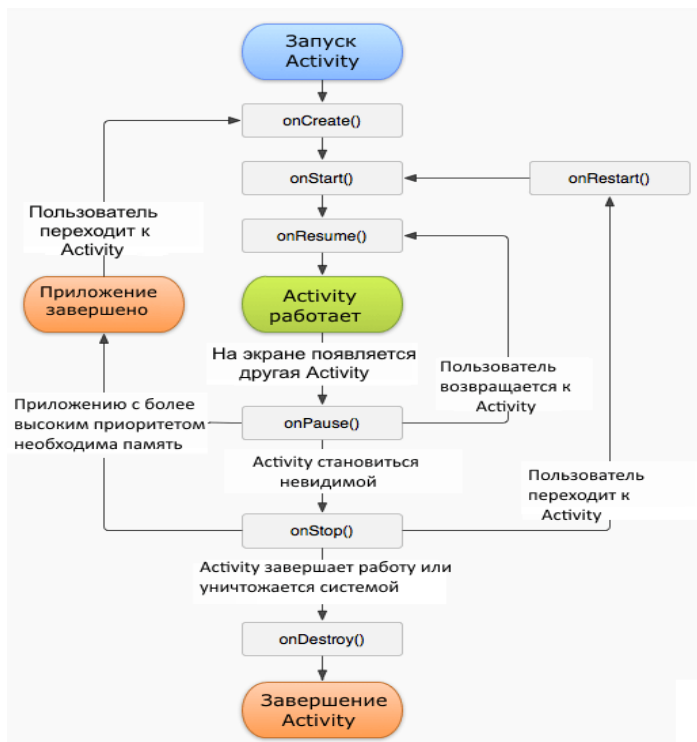 Запуск
Activity
onCreate()
onStart()
onRestart()
Пользователь
переходит к
Activity
onResume()
Приложение
завершено
Activity
работает
На экране появляется
другая Activity
Пользователь
возвращается к
Activity
Приложению с более
высоким приоритетом
необходима память
onPause()
Activity становиться
невидимой
Пользователь
переходит к
Activity
onStop()
Activity завершает работу или
уничтожается системой
onDestroy()
Завершение
Activity